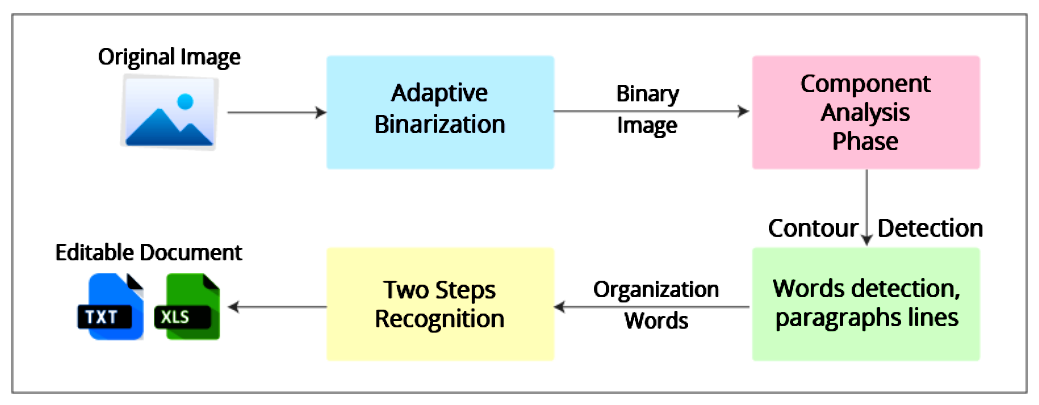 Original Image
Adaptive
Binarization
Binary
Image
Component
Analysis
Phase
Contour Detection
Words detection,
paragraphs lines
Organization
Words
Two Steps
Recognition
Editable Document
TXT
XLS